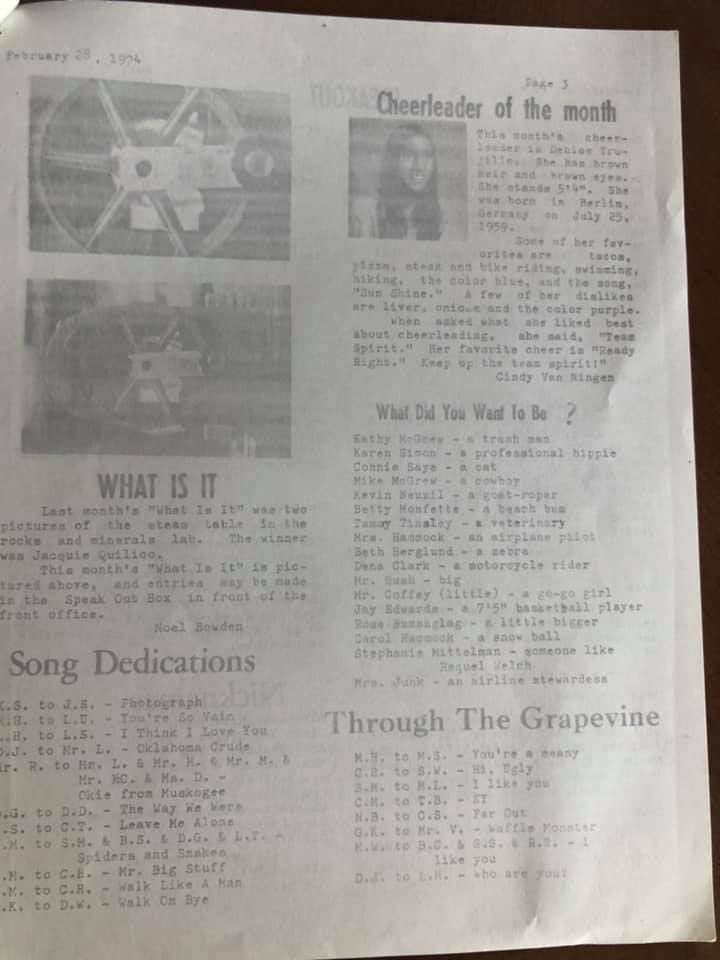 February 28, 1974
Page 3
WHAT IS IT
Last month's "What Is It" was two
pictures of the steam table in the
rocks and minerals lab. The winner
was Jacquie Quilico.
This month's "What Is It" is pic-
tured above, and entries may be made
in the Speak Out Box in front of the
front office.
Noel Bowden
Song Dedications
.S. to J.S. - Photograph
.H. to L.U. - You're So Vain
.H. to L.S. - I Think I Love You
.J. to Mr. L. - Oklahoma Crude
r. R. to Mr. L. & Mr. H. & Mr. M. &
Mr. MC. & Ms. D. -
Okie from Muskogee
.G. to D.D. - The Way We Were
.S. to C.T. - Leave Me Alone
.M. to S.M. & B.S. & D.G. & L.T. -
Spiders and Snakes
.M. to C.H. - Mr. Big Stuff
.M. to C.H. - Walk Like A Man
.K. to D.W. - Walk On Bye
Cheerleader of the month
This month's cheer-
leader is Denise Tru-
She has brown
hair and brown eyes.
She stands 5'4". She
was born in Berlin,
Germany on July 25,
1959.
Some of her fav-
orites are tacos,
pizza, steak and bike riding, swimming,
hiking, the color blue, and the song,
"Sun Shine." A few of her dislikes
are liver, onions and the color purple.
When asked what she liked best
about cheerleading, she said, "Team
Spirit." Her favorite cheer is "Ready
Right." Keep up the team spirit!"
Cindy Van Ningen
What Did You Want To Be ?
Kathy McGrew - a trash man
Karen Simon - a professional hippie
Connie Saye - a cat
Mike McGrew - a cowboy
Kevin Neuzil - a goat-roper
Betty Monfette - a beach bum
Tammy Tinsley - a veterinary
Mrs. Hammock - an airplane pilot
Beth Berglund - a zebra
Dena Clark - a motorcycle rider
Mr. Bush - big
Mr. Coffey (little) - a go-go girl
Jay Edwards - a 7'5" basketball player
Rose Bumanglag - a little bigger
Carol Hammock - a snow ball
Stephanie Mittelman - someone like
Raquel Welch
Mrs. Junk - an airline stewardess
Through The Grapevine
M.H. to M.S. - You're a meany
C.S. to S.W. - Hi, Ugly
S.M. to M.L. - I like you
C.M. to T.B. - KY
N.B. to C.S. - Far Out
G.K. to Mr. V. - Waffle Monster
M.W. to B.C. & S.S. & R.S. - I
like you
D.J. to L.H. - Who are you?